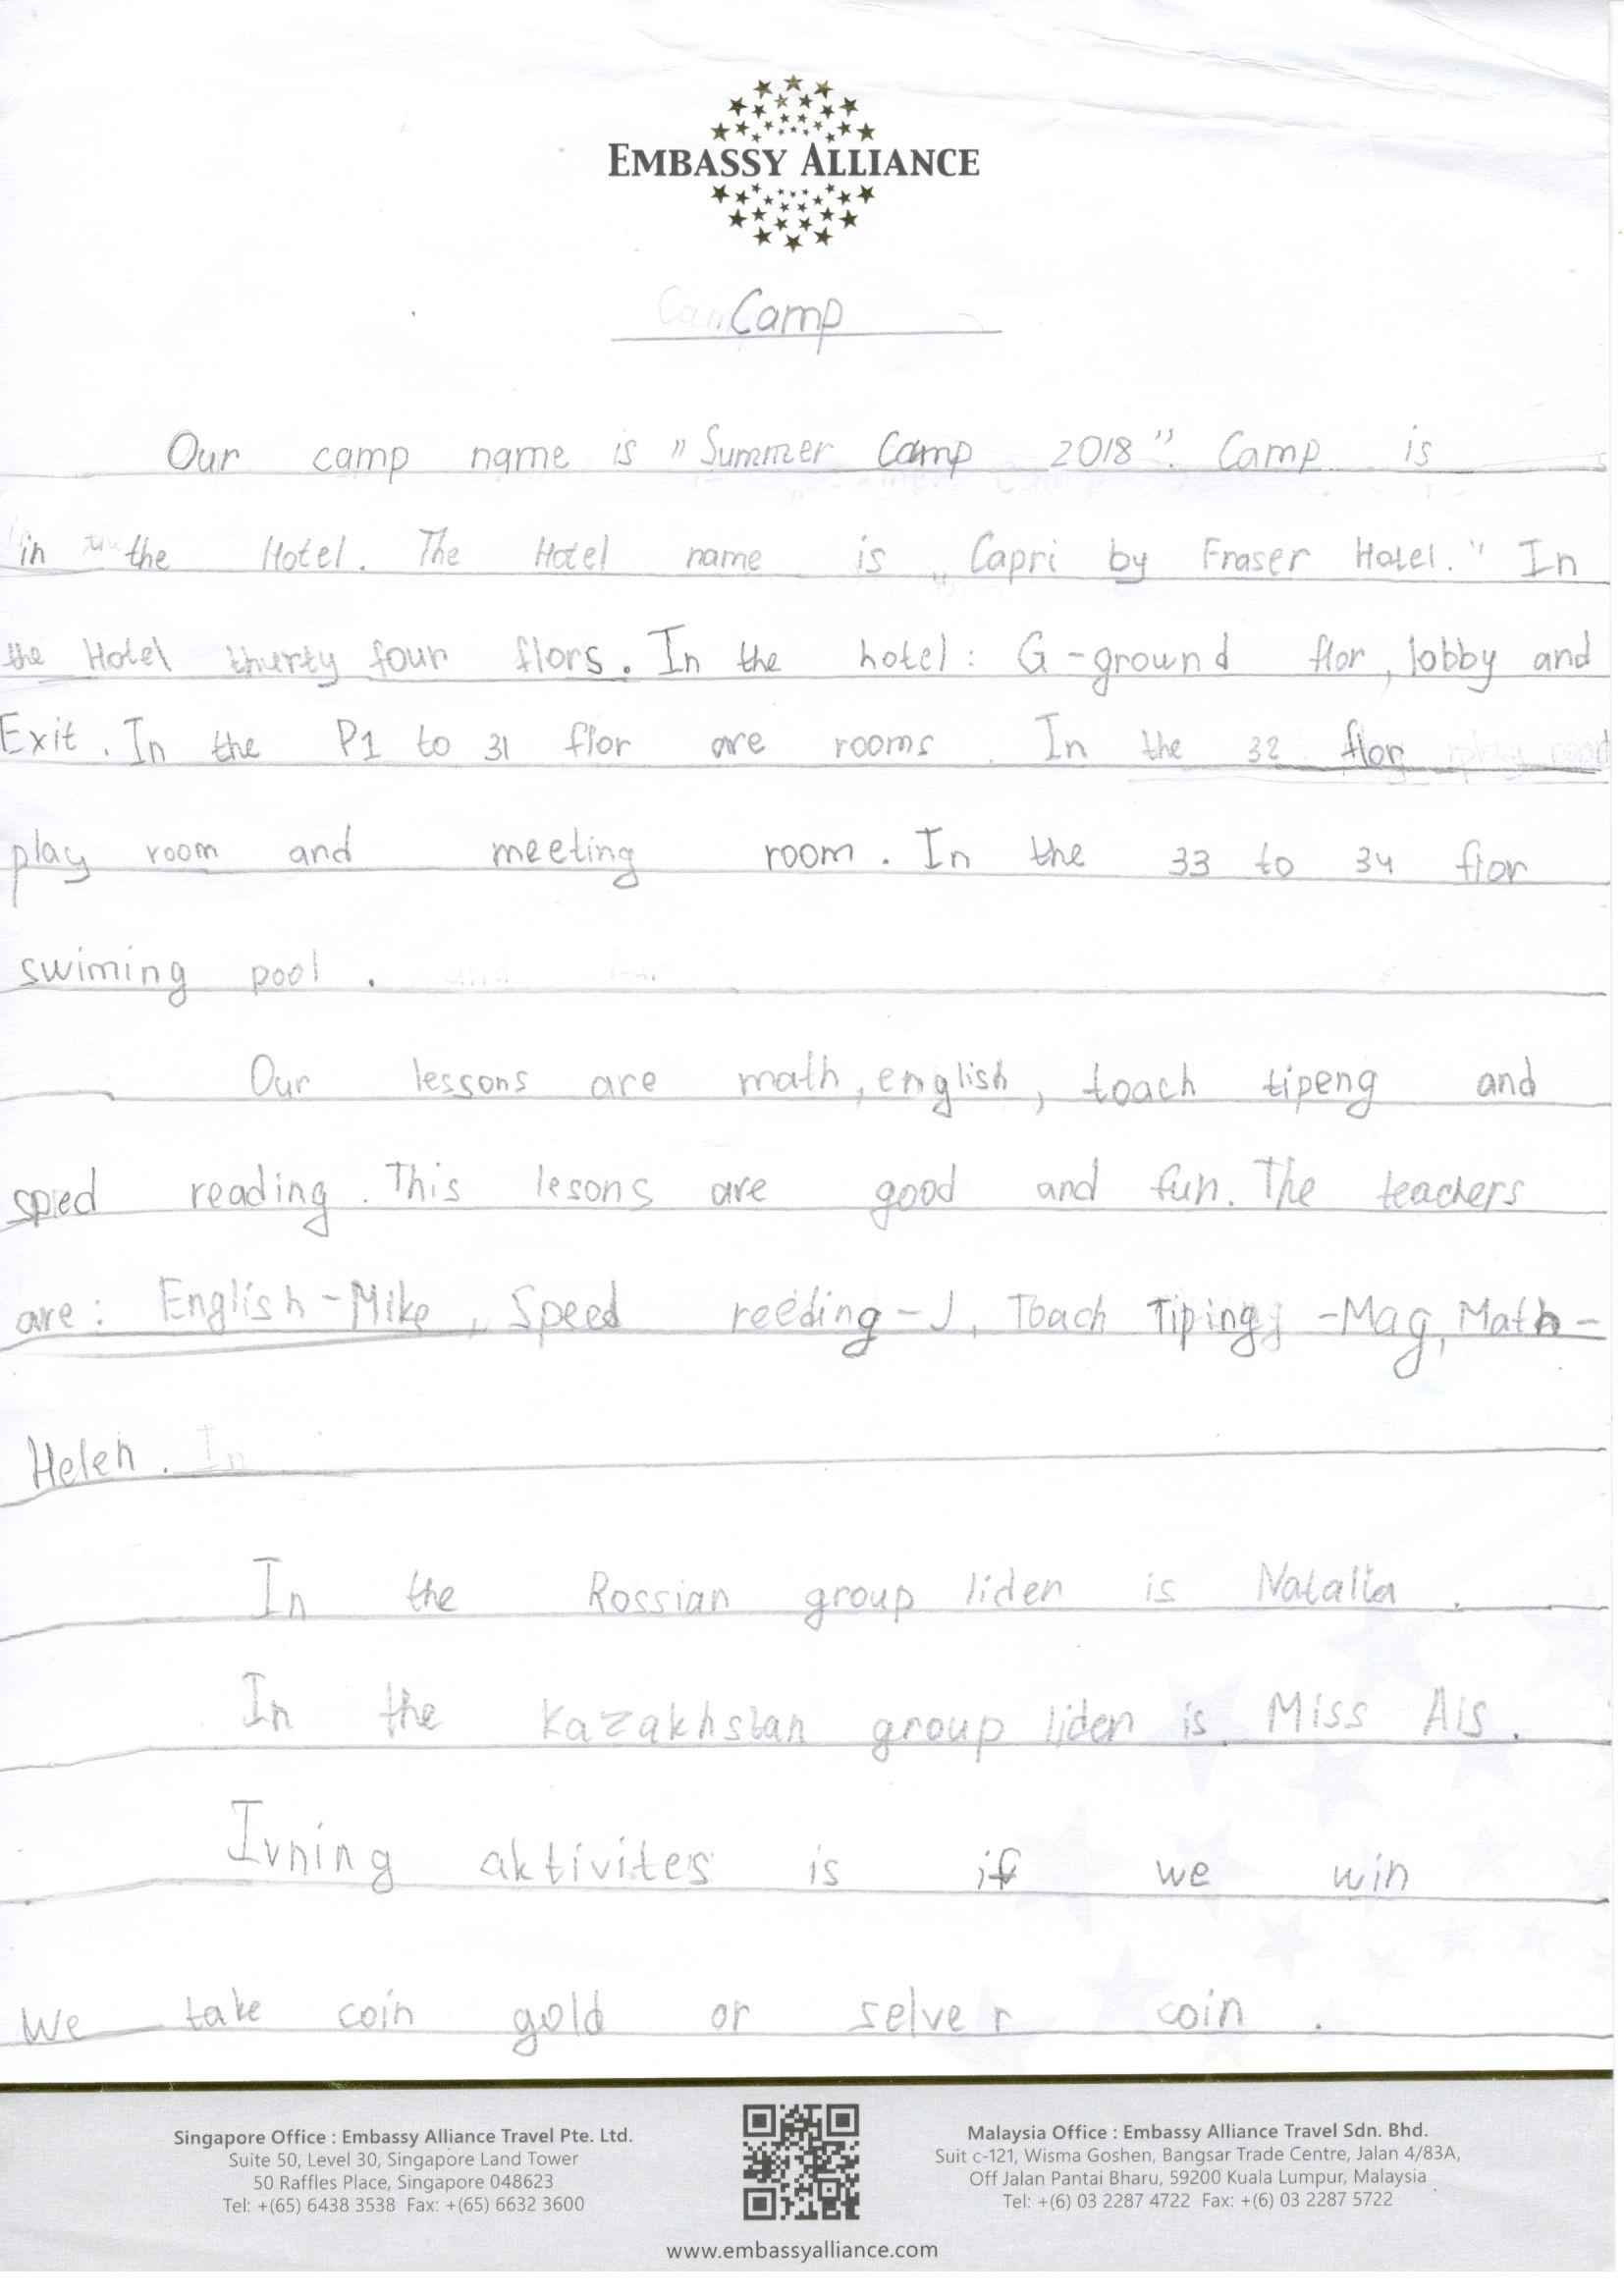 EMBASSY ALLIANCE
Camp
Our camp name is "Summer Camp 2018". Camp is
in the Hotel. The Hotel name is „Capri by Fraser Hotel." In
the Hotel thurty four flors. In the hotel: G-ground flor, lobby and
Exit. In the P1 to 31 flor are rooms. In the 32 flor
play room and meeting room. In the 33 to 34 flor
swiming pool.
Our lessons are math, english, toach tipeng and
spied reading. This lesons are good and fun. The teachers
are: English-Mike, Speed reeding-J, Toach Tiping -Mag, Math-
Helen. In
In the Rossian group liden is Natalia.
In the Kazakhstan group liden is Miss Ais.
Ivning aktivites is if we win
we take coin gold or selver coin.
Singapore Office : Embassy Alliance Travel Pte. Ltd.
Suite 50, Level 30, Singapore Land Tower
50 Raffles Place, Singapore 048623
Tel: +(65) 6438 3538 Fax: +(65) 6632 3600
Malaysia Office : Embassy Alliance Travel Sdn. Bhd.
Suit c-121, Wisma Goshen, Bangsar Trade Centre, Jalan 4/83A,
Off Jalan Pantai Bharu, 59200 Kuala Lumpur, Malaysia
Tel: +(6) 03 2287 4722 Fax: +(6) 03 2287 5722
www.embassyalliance.com